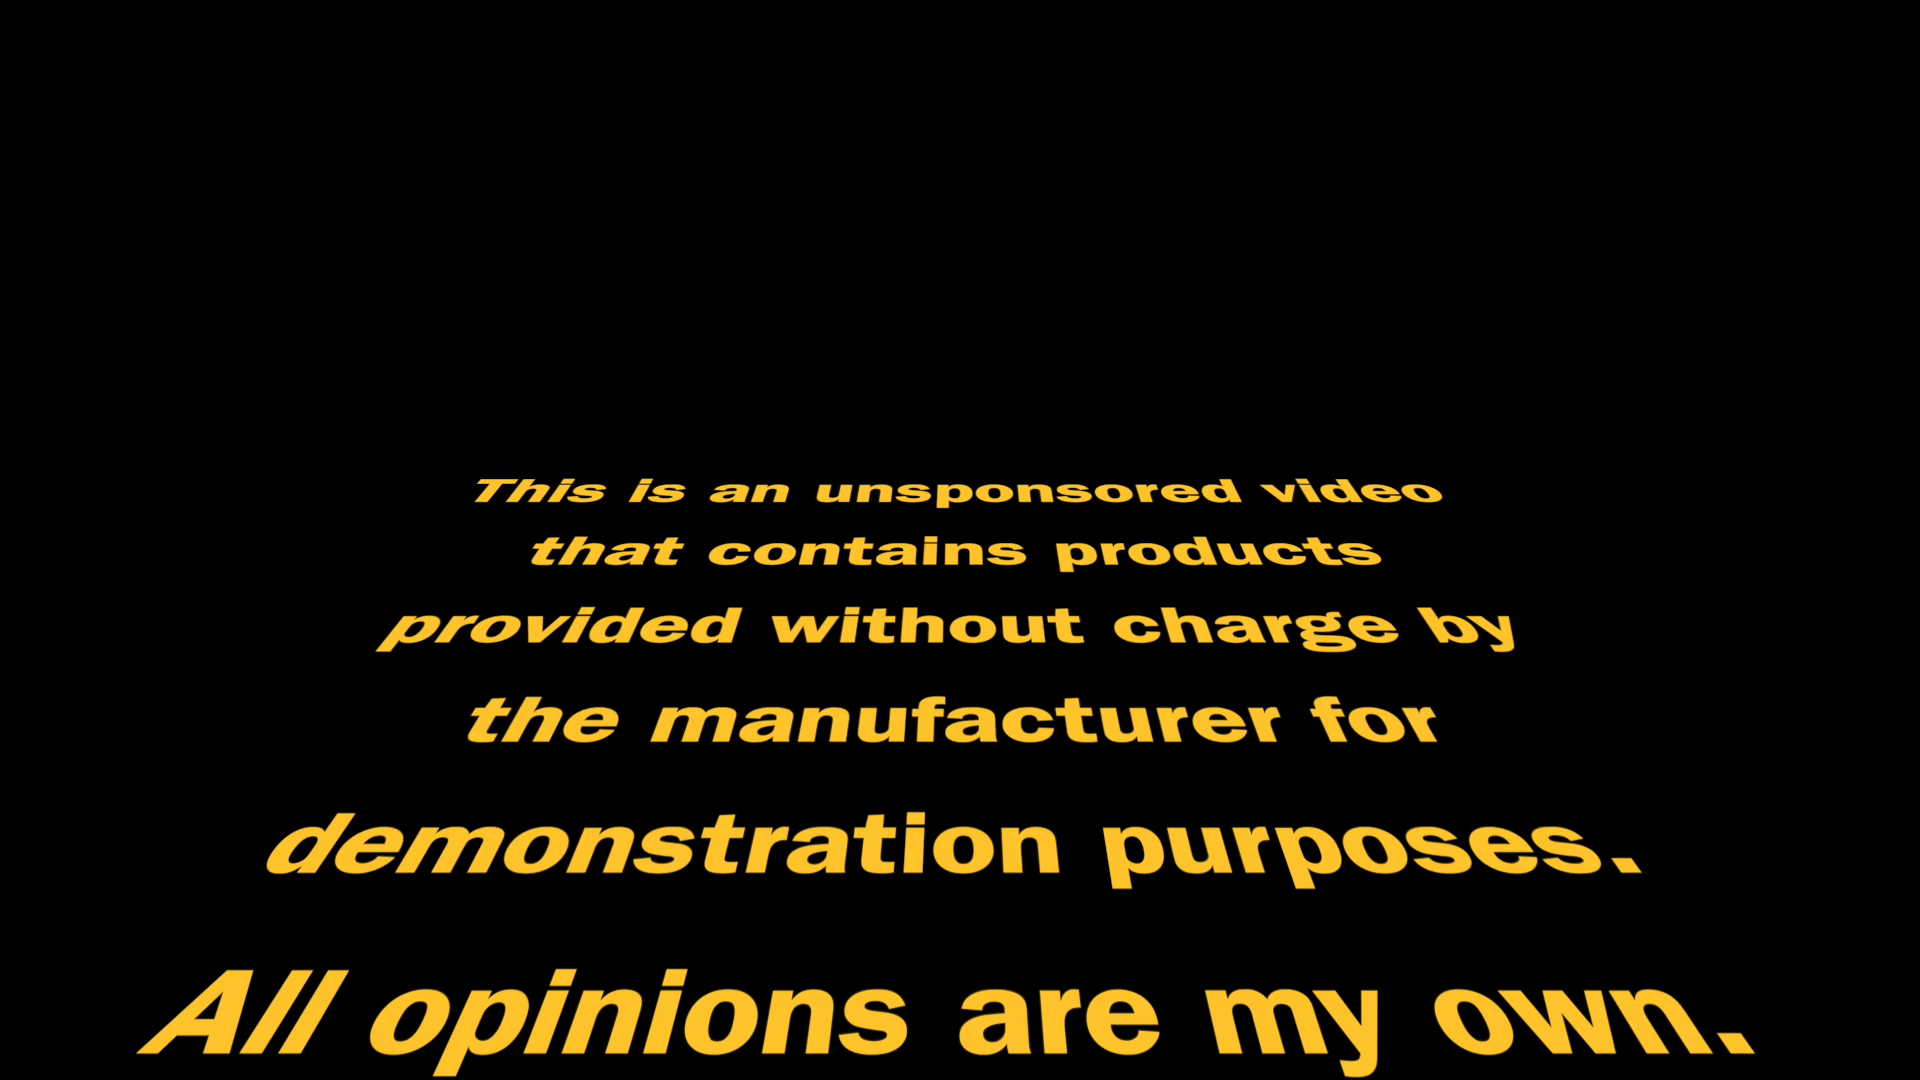 This is an unsponsored video
that contains products
provided without charge by
the manufacturer for
demonstration purposes.
All opinions are my own.